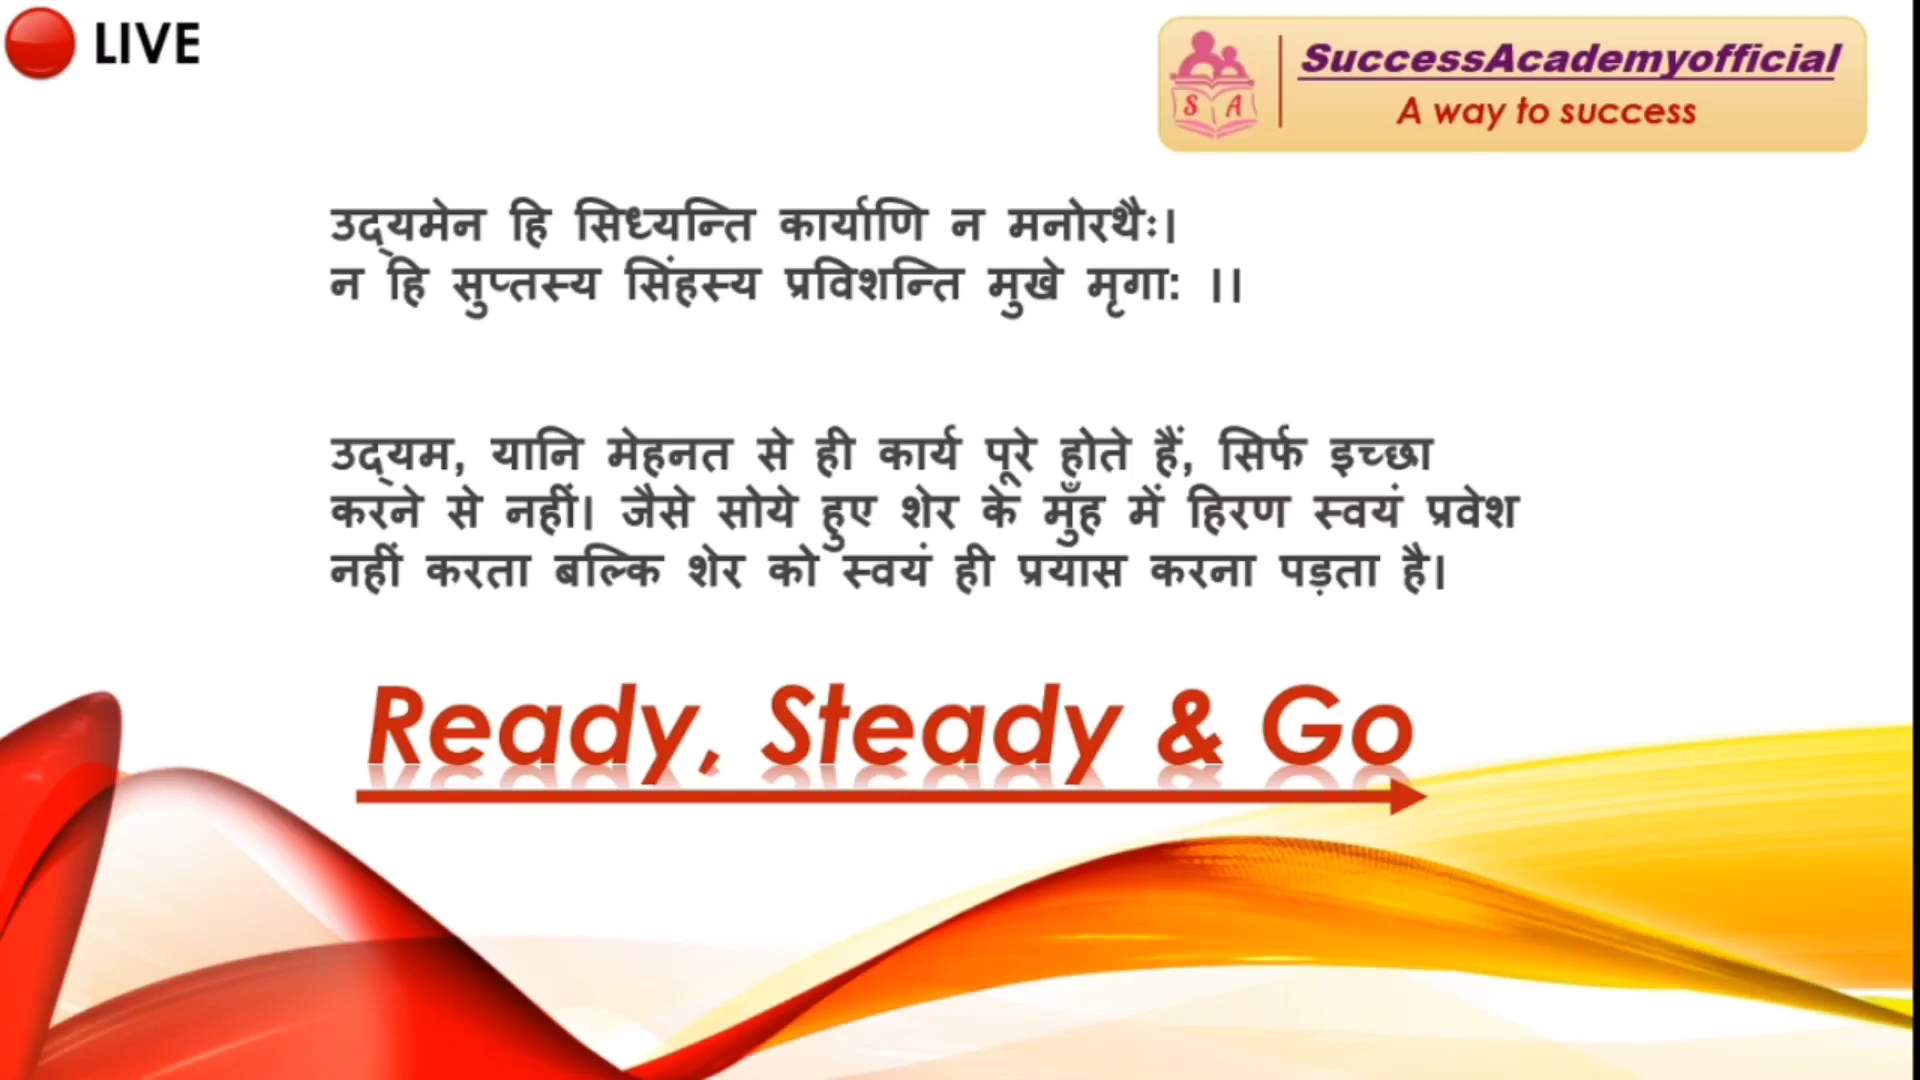 LIVE
SuccessAcademyofficial
S A
A way to success
उद्यमेन हि सिध्यन्ति कार्याणि न मनोरथैः।
न हि सुप्तस्य सिंहस्य प्रविशन्ति मुखे मृगा: ।।
उद्यम, यानि मेहनत से ही कार्य पूरे होते हैं, सिर्फ इच्छा
करने से नहीं। जैसे सोये हुए शेर के मुँह में हिरण स्वयं प्रवेश
नहीं करता बल्कि शेर को स्वयं ही प्रयास करना पड़ता है।
Ready, Steady & Go